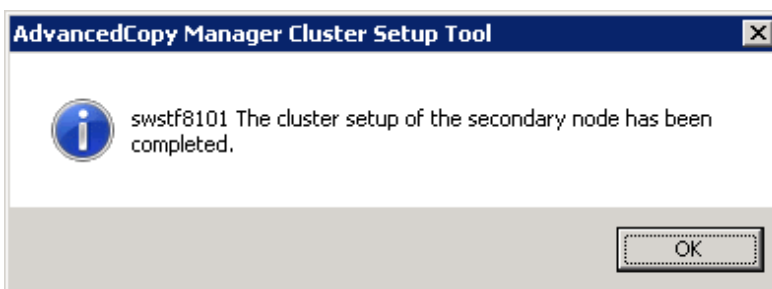 AdvancedCopy Manager Cluster Setup Tool
swstf8101 The cluster setup of the secondary node has been
completed.
OK